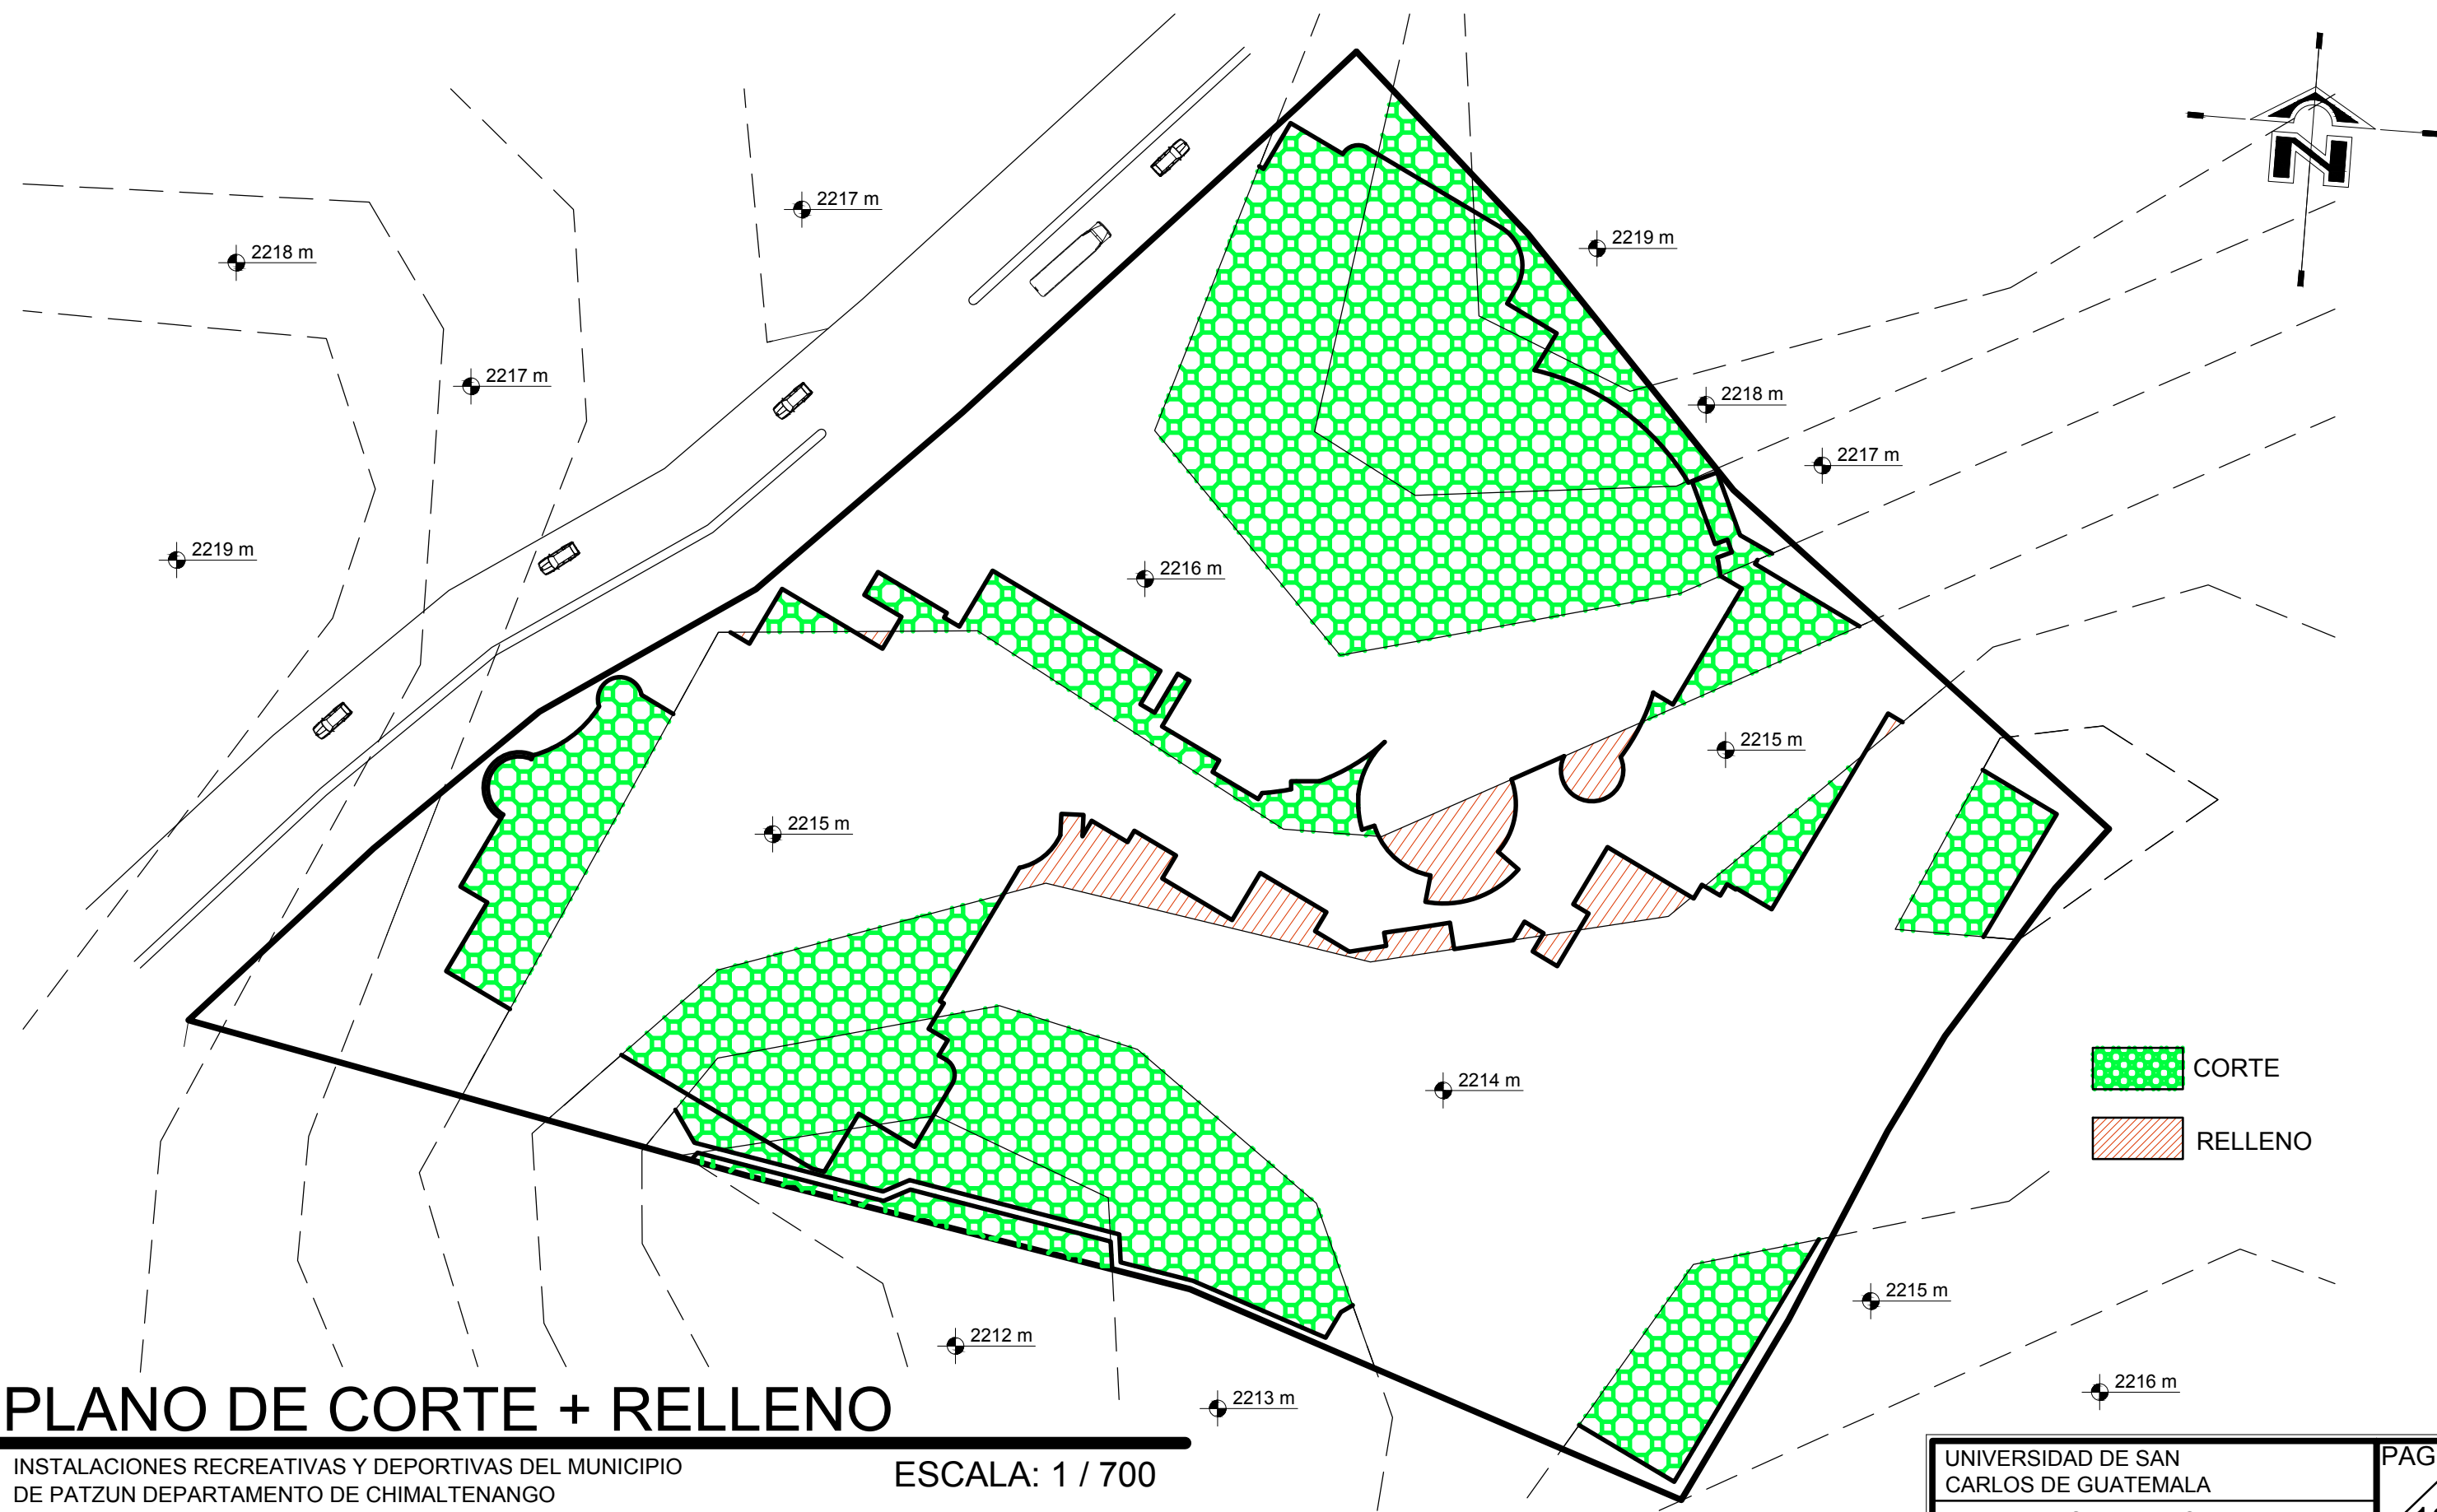 2217 m
2218 m
2219 m
2217 m
2218 m
2217 m
2219 m
2216 m
2215 m
2215 m
2214 m
2215 m
2212 m
2213 m
2216 m
N
CORTE
RELLENO
PLANO DE CORTE + RELLENO
INSTALACIONES RECREATIVAS Y DEPORTIVAS DEL MUNICIPIO
DE PATZUN DEPARTAMENTO DE CHIMALTENANGO
ESCALA: 1 / 700
UNIVERSIDAD DE SAN
CARLOS DE GUATEMALA
PAG